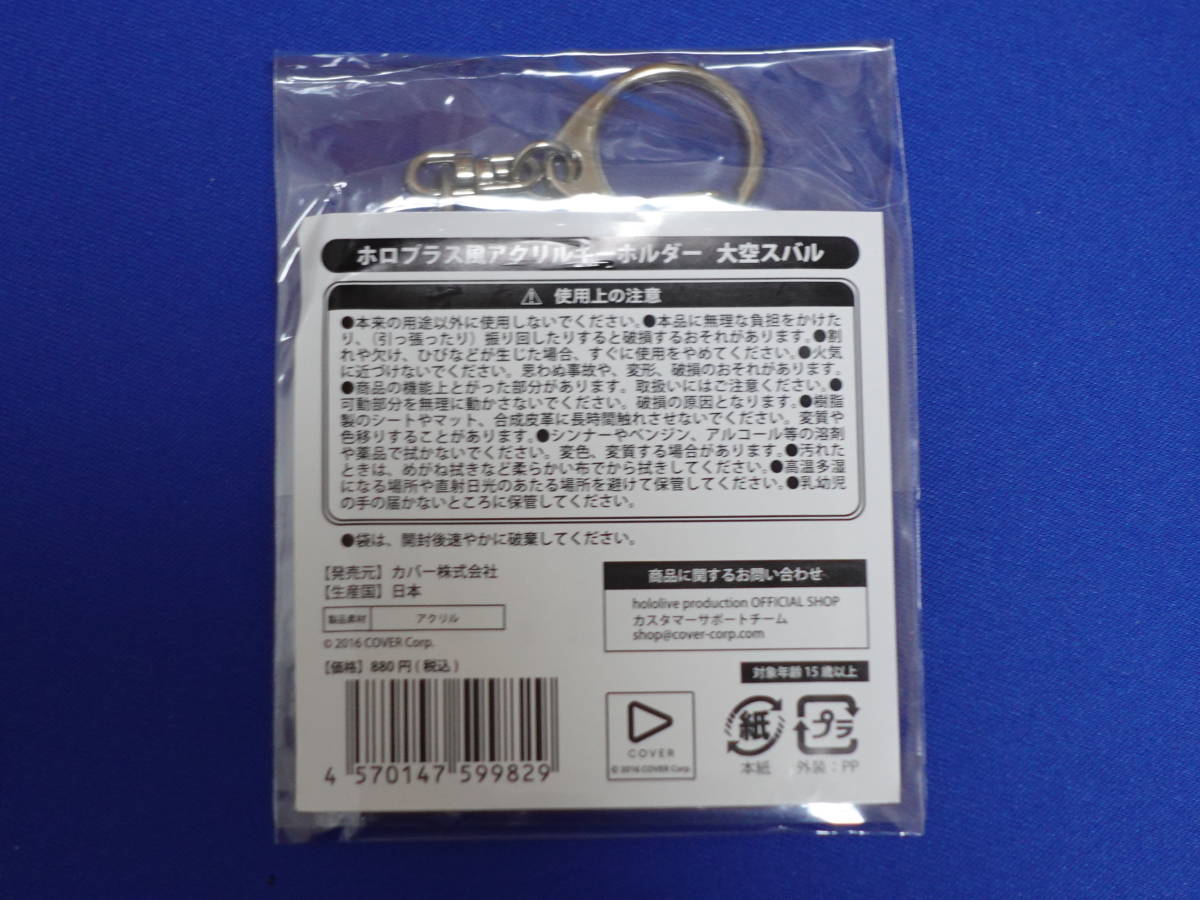 ホロプラス風アクリルキーホルダー 大空スバル
⚠ 使用上の注意
●本来の用途以外に使用しないでください。●本品に無理な負担をかけた
り、（引っ張ったり）振り回したりすると破損するおそれがあります。●割
れや欠け、ひびなどが生じた場合、すぐに使用をやめてください。●火気
に近づけないでください。思わぬ事故や、変形、破損のおそれがあります。
●商品の機能上とがった部分があります。取扱いにはご注意ください。●
可動部分を無理に動かさないでください。破損の原因となります。●樹脂
製のシートやマット、合成皮革に長時間触れさせないでください。変質や
色移りすることがあります。●シンナーやベンジン、アルコール等の溶剤
や薬品で拭かないでください。変色、変質する場合があります。●汚れた
ときは、めがね拭きなど柔らかい布でから拭きしてください。●高温多湿
になる場所や直射日光のあたる場所を避けて保管してください。●乳幼児
の手の届かないところに保管してください。
●袋は、開封後速やかに破棄してください。
【発売元】カバー株式会社
【生産国】日本
製品素材 アクリル
© 2016 COVER Corp.
【価格】880円(税込)
4 570147 599829
商品に関するお問い合わせ
hololive production OFFICIAL SHOP
カスタマーサポートチーム
shop@cover-corp.com
対象年齢15歳以上
COVER
© 2016 COVER Corp.
紙
本紙
プラ
外装：PP